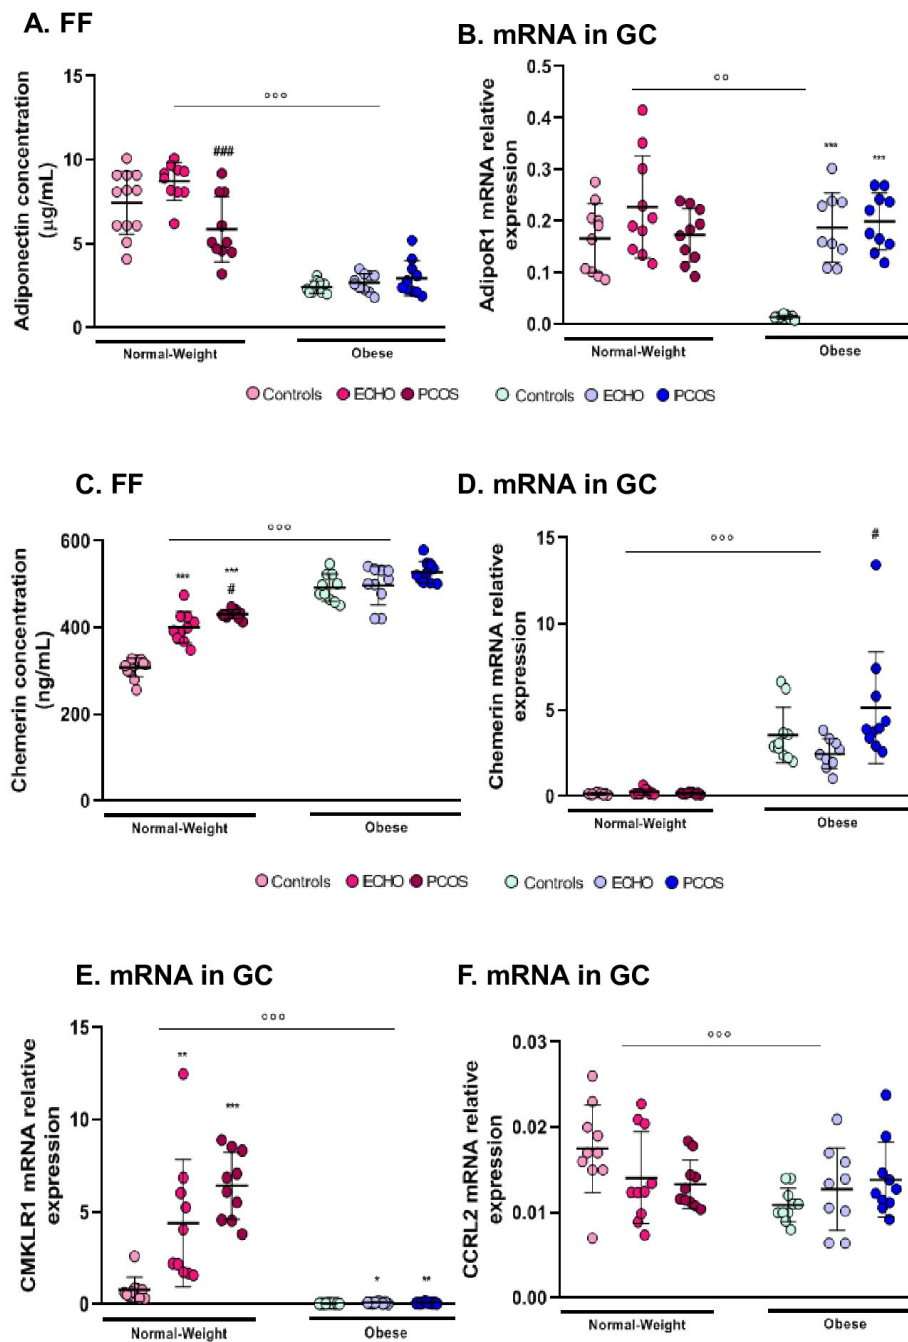 A. FF
Adiponectin concentration
(µg/mL)
15
10
5
0
°°°
###
Normal-Weight
Obese
B. mRNA in GC
AdipoR1 mRNA relative
expression
0.5
0.4
0.3
0.2
0.1
0.0
°°
***
***
Normal-Weight
Obese
Controls ECHO PCOS Controls ECHO PCOS
C. FF
Chemerin concentration
(ng/mL)
600
400
200
0
°°°
***
***
#
Normal-Weight
Obese
D. mRNA in GC
Chemerin mRNA relative
expression
15
10
5
0
°°°
#
Normal-Weight
Obese
Controls ECHO PCOS Controls ECHO PCOS
E. mRNA in GC
CMKLR1 mRNA relative
expression
15
10
5
0
°°°
**
***
*
**
Normal-Weight
Obese
F. mRNA in GC
CCRL2 mRNA relative
expression
0.03
0.02
0.01
0.00
°°°
Normal-Weight
Obese